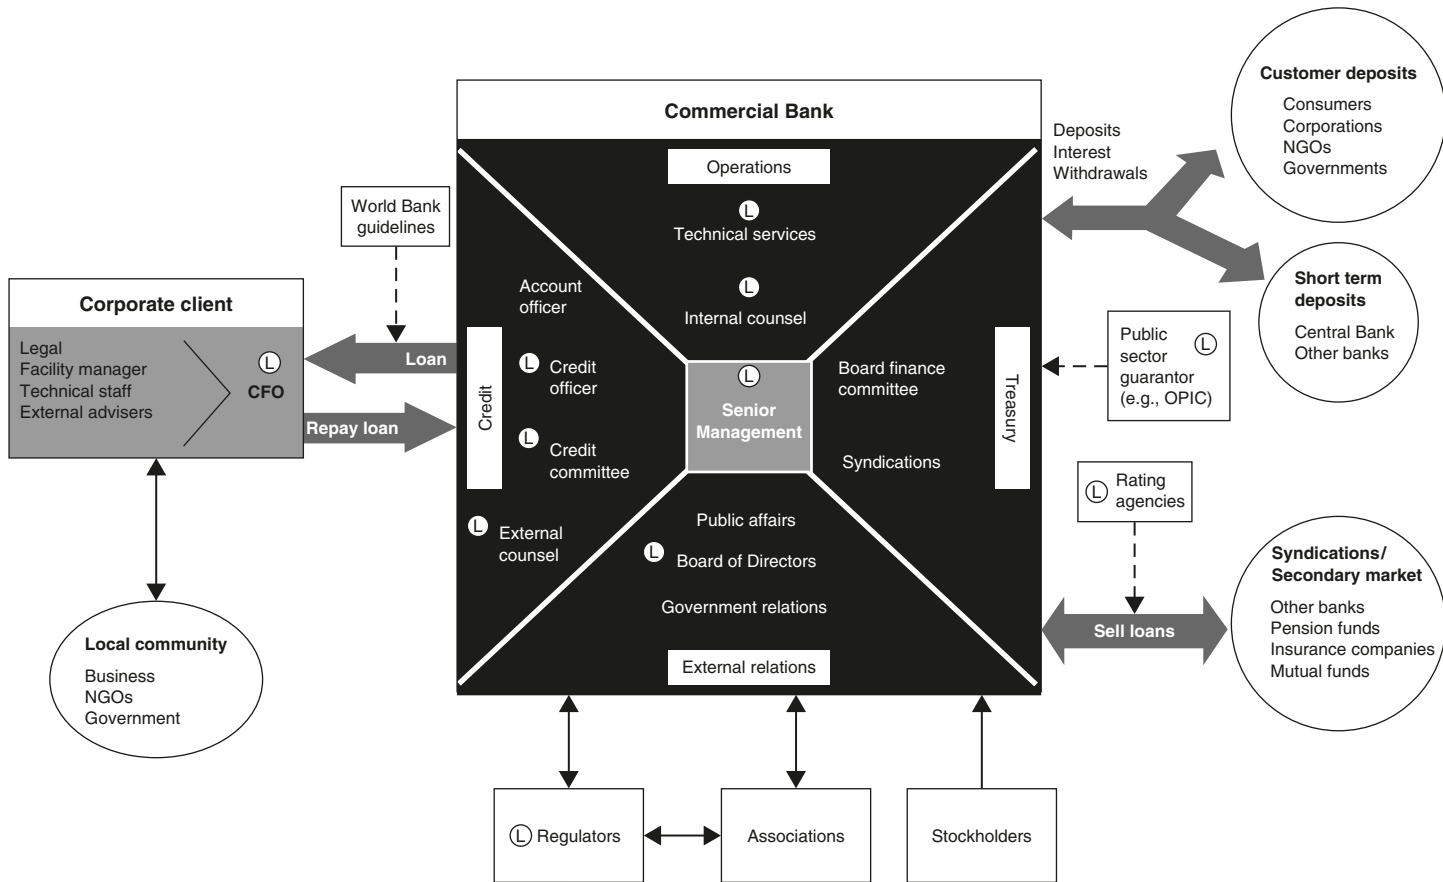 Commercial Bank
Operations
L
Technical services
L
Internal counsel
Account
officer
L
Credit
officer
L
Credit
committee
L
External
counsel
Credit
L
Senior
Management
Board finance
committee
Syndications
Treasury
Public affairs
L
Board of Directors
Government relations
External relations
World Bank
guidelines
Corporate client
Legal
Facility manager
Technical staff
External advisers
L
CFO
Loan
Repay loan
Local community
Business
NGOs
Government
Deposits
Interest
Withdrawals
Customer deposits
Consumers
Corporations
NGOs
Governments
Short term
deposits
Central Bank
Other banks
Public
sector
guarantor
(e.g., OPIC)
L
L
Rating
agencies
Sell loans
Syndications/
Secondary market
Other banks
Pension funds
Insurance companies
Mutual funds
L Regulators
Associations
Stockholders